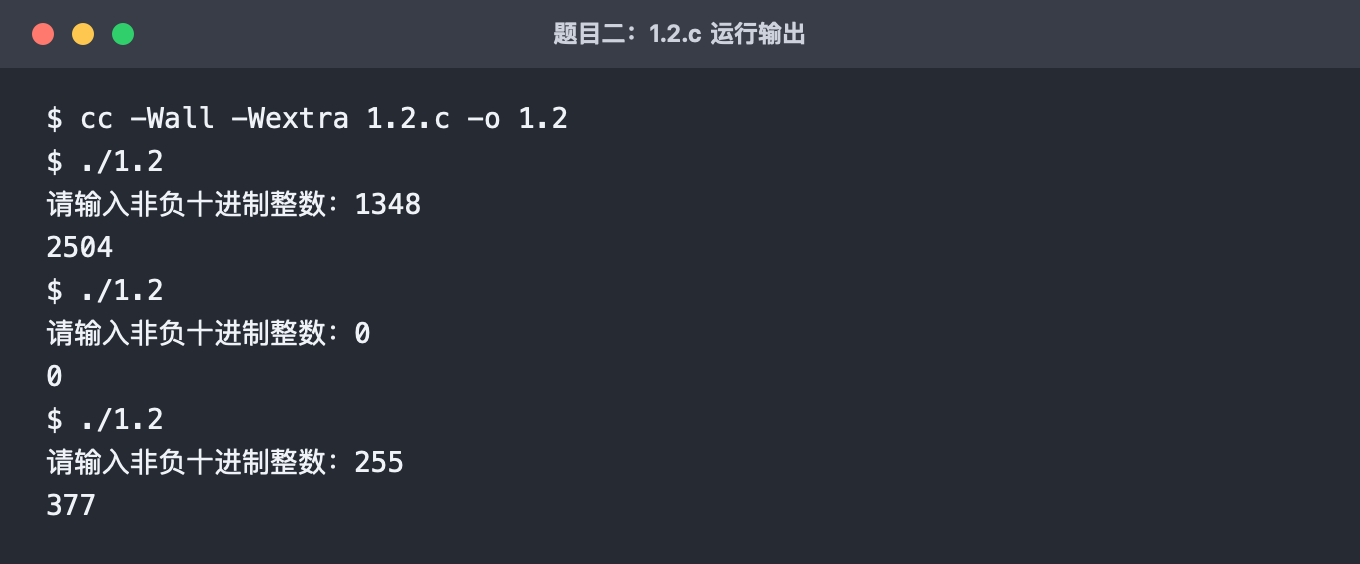 题目二：1.2.c 运行输出
$ cc -Wall -Wextra 1.2.c -o 1.2
$ ./1.2
请输入非负十进制整数：1348
2504
$ ./1.2
请输入非负十进制整数：0
0
$ ./1.2
请输入非负十进制整数：255
377